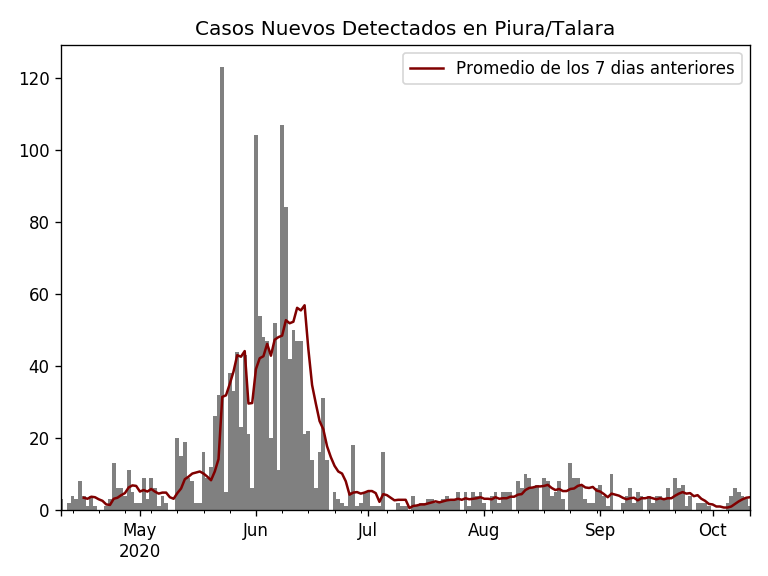 Casos Nuevos Detectados en Piura/Talara
Promedio de los 7 dias anteriores
120
100
80
60
40
20
0
May Jun Jul Aug Sep Oct
2020